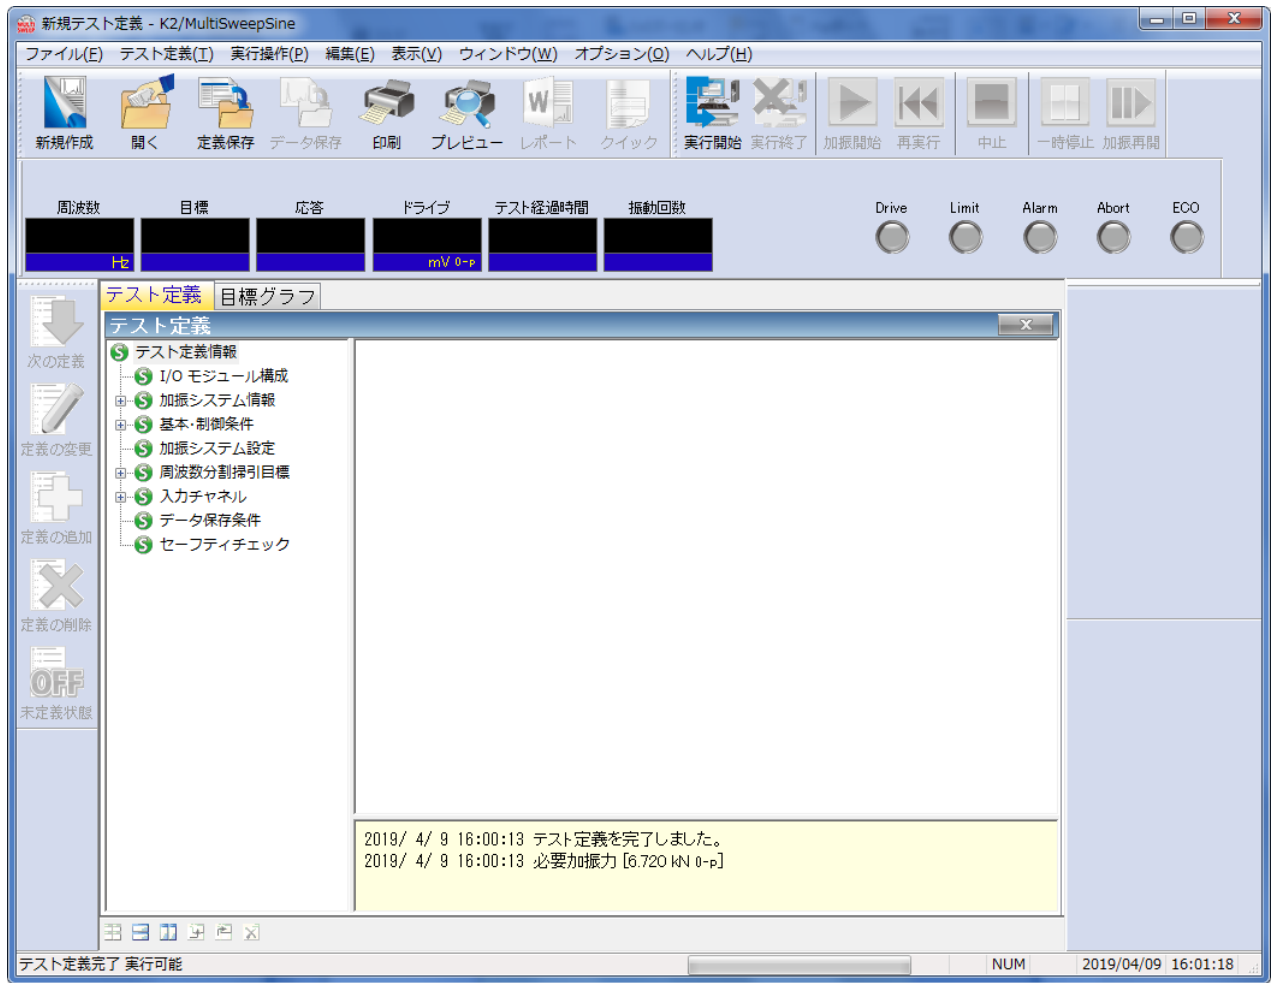 新規テスト定義 - K2/MultiSweepSine
ファイル(F) テスト定義(T) 実行操作(P) 編集(E) 表示(V) ウィンドウ(W) オプション(O) ヘルプ(H)
新規作成 開く 定義保存 データ保存 印刷 プレビュー レポート クイック 実行開始 実行終了 加振開始 再実行 中止 一時停止 加振再開
周波数 目標 応答 ドライブ テスト経過時間 振動回数 Drive Limit Alarm Abort ECO
Hz mV 0-p
テスト定義 目標グラフ
テスト定義
次の定義
定義の変更
定義の追加
定義の削除
OFF
未定義状態
テスト定義情報
I/O モジュール構成
加振システム情報
基本・制御条件
加振システム設定
周波数分割掃引目標
入力チャネル
データ保存条件
セーフティチェック
2019/ 4/ 9 16:00:13 テスト定義を完了しました。
2019/ 4/ 9 16:00:13 必要加振力 [6.720 kN 0-p]
テスト定義完了 実行可能 NUM 2019/04/09 16:01:18